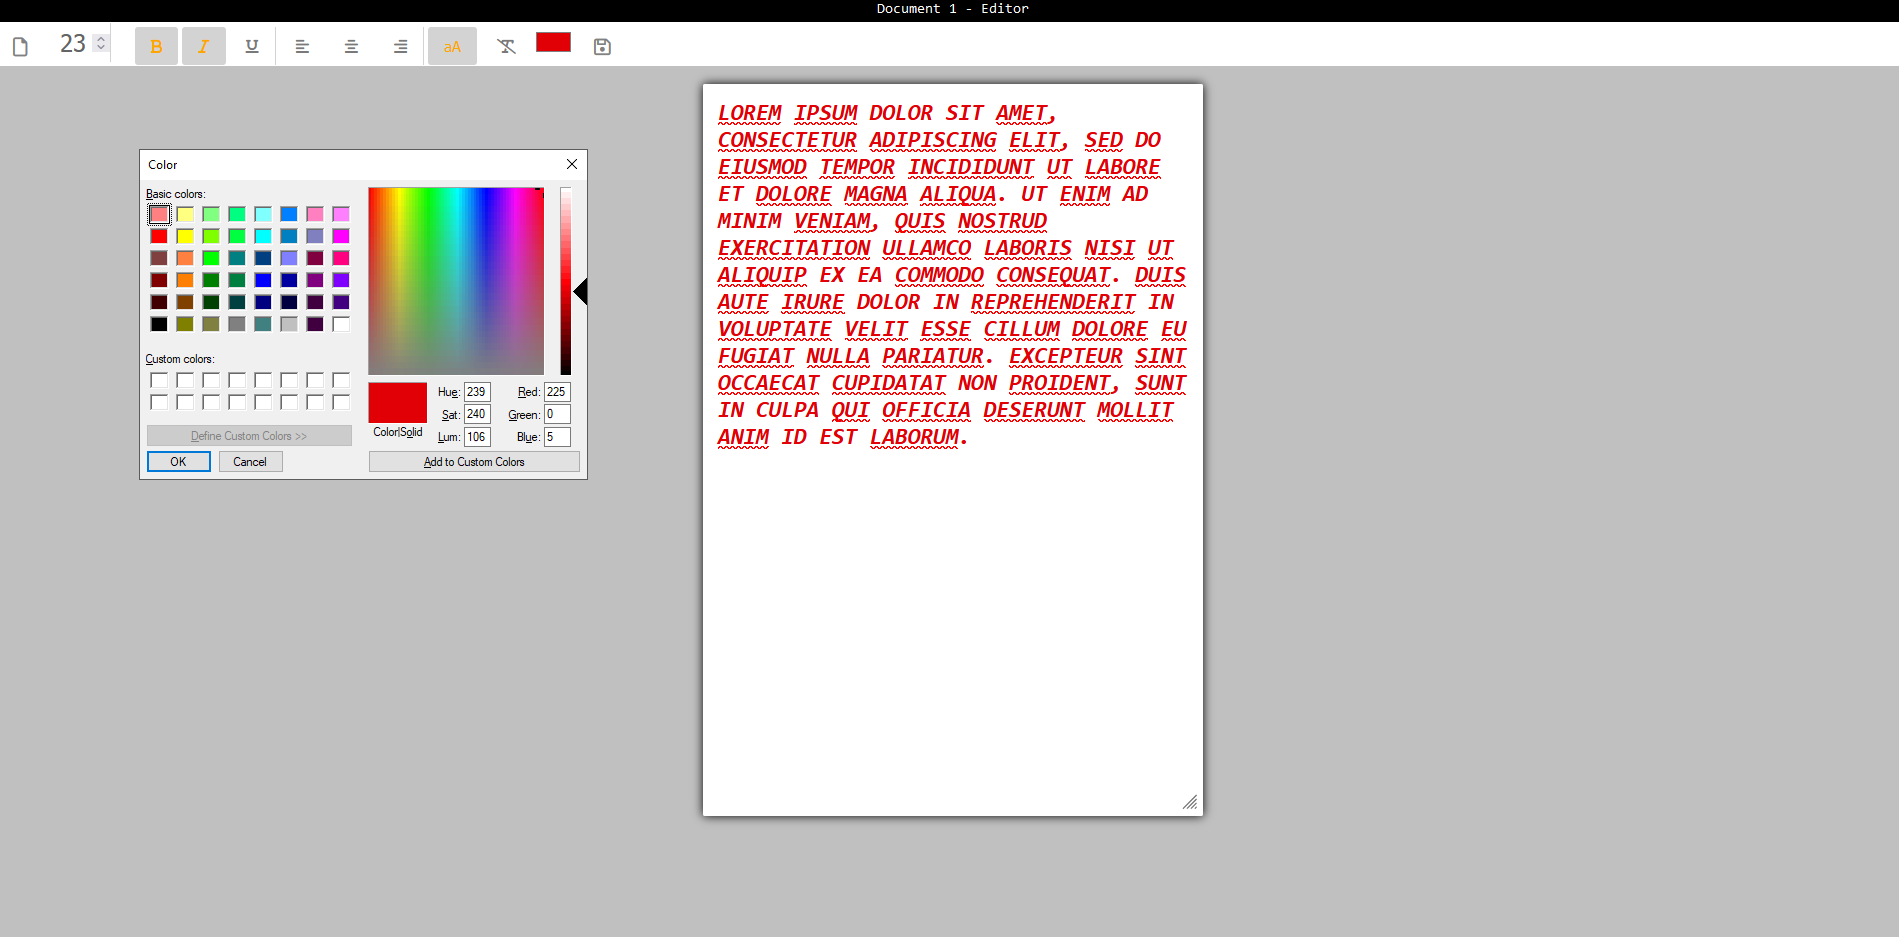 Document 1 - Editor
23
B I U aA T
Color
Basic colors:
Custom colors:
Define Custom Colors >>
OK Cancel
Color|Solid
Hue: 239 Red: 225
Sat: 240 Green: 0
Lum: 106 Blue: 5
Add to Custom Colors
LOREM IPSUM DOLOR SIT AMET,
CONSECTETUR ADIPISCING ELIT, SED DO
EIUSMOD TEMPOR INCIDIDUNT UT LABORE
ET DOLORE MAGNA ALIQUA. UT ENIM AD
MINIM VENIAM, QUIS NOSTRUD
EXERCITATION ULLAMCO LABORIS NISI UT
ALIQUIP EX EA COMMODO CONSEQUAT. DUIS
AUTE IRURE DOLOR IN REPREHENDERIT IN
VOLUPTATE VELIT ESSE CILLUM DOLORE EU
FUGIAT NULLA PARIATUR. EXCEPTEUR SINT
OCCAECAT CUPIDATAT NON PROIDENT, SUNT
IN CULPA QUI OFFICIA DESERUNT MOLLIT
ANIM ID EST LABORUM.